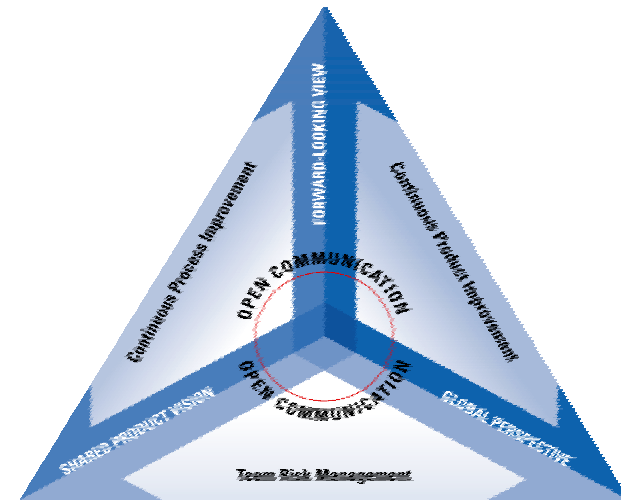 FORWARD-LOOKING VIEW
Continuous Process Improvement
Continuous Product Improvement
OPEN COMMUNICATION
OPEN COMMUNICATION
SHARED PRODUCT VISION
GLOBAL PERSPECTIVE
Team Risk Management